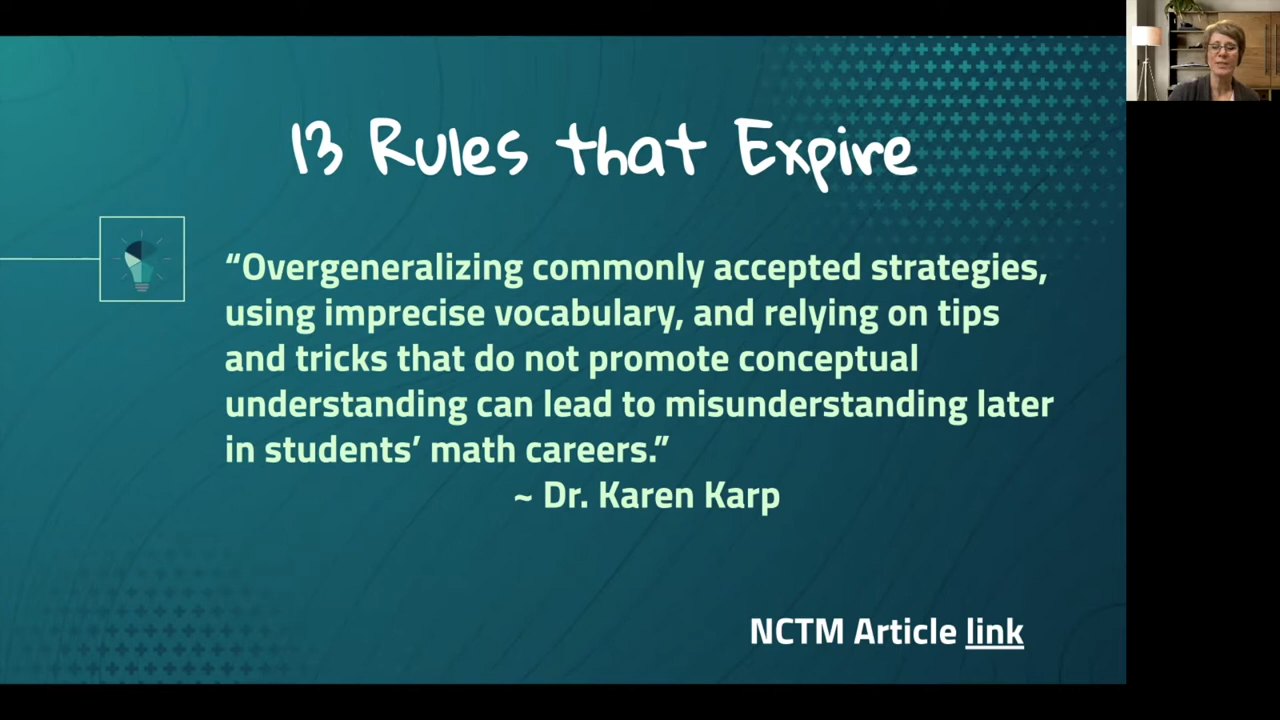 13 Rules that Expire
“Overgeneralizing commonly accepted strategies,
using imprecise vocabulary, and relying on tips
and tricks that do not promote conceptual
understanding can lead to misunderstanding later
in students’ math careers.”
~ Dr. Karen Karp
NCTM Article link